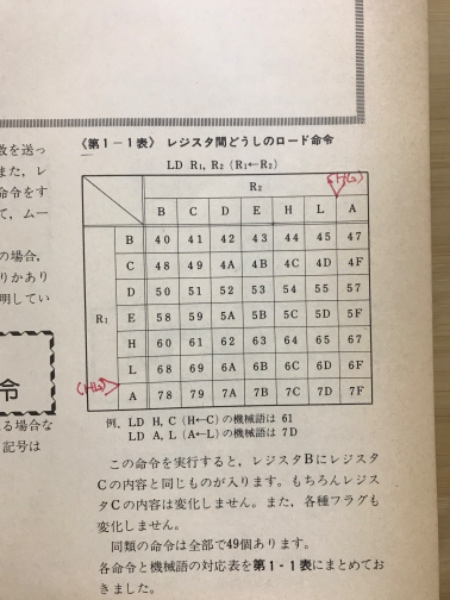 〈第1-1表〉 レジスタ間どうしのロード命令
LD R₁, R₂ (R₁←R₂)
R₂
B C D E H L A
(HL)
R₁
B 40 41 42 43 44 45 47
C 48 49 4A 4B 4C 4D 4F
D 50 51 52 53 54 55 57
E 58 59 5A 5B 5C 5D 5F
H 60 61 62 63 64 65 67
L 68 69 6A 6B 6C 6D 6F
(HL)
A 78 79 7A 7B 7C 7D 7F
例. LD H, C (H←C) の機械語は 61
LD A, L (A←L) の機械語は 7D
この命令を実行すると, レジスタBにレジスタ
Cの内容と同じものが入ります。もちろんレジス
タCの内容は変化しません。また, 各種フラグも
変化しません。
同類の命令は全部で49個あります。
各命令と機械語の対応表を第1-1表にまとめてお
きました。
数を送っ
また, レ
命令をす
て, ムー
の場合,
りかあり
明してい
令
る場合な
記号は